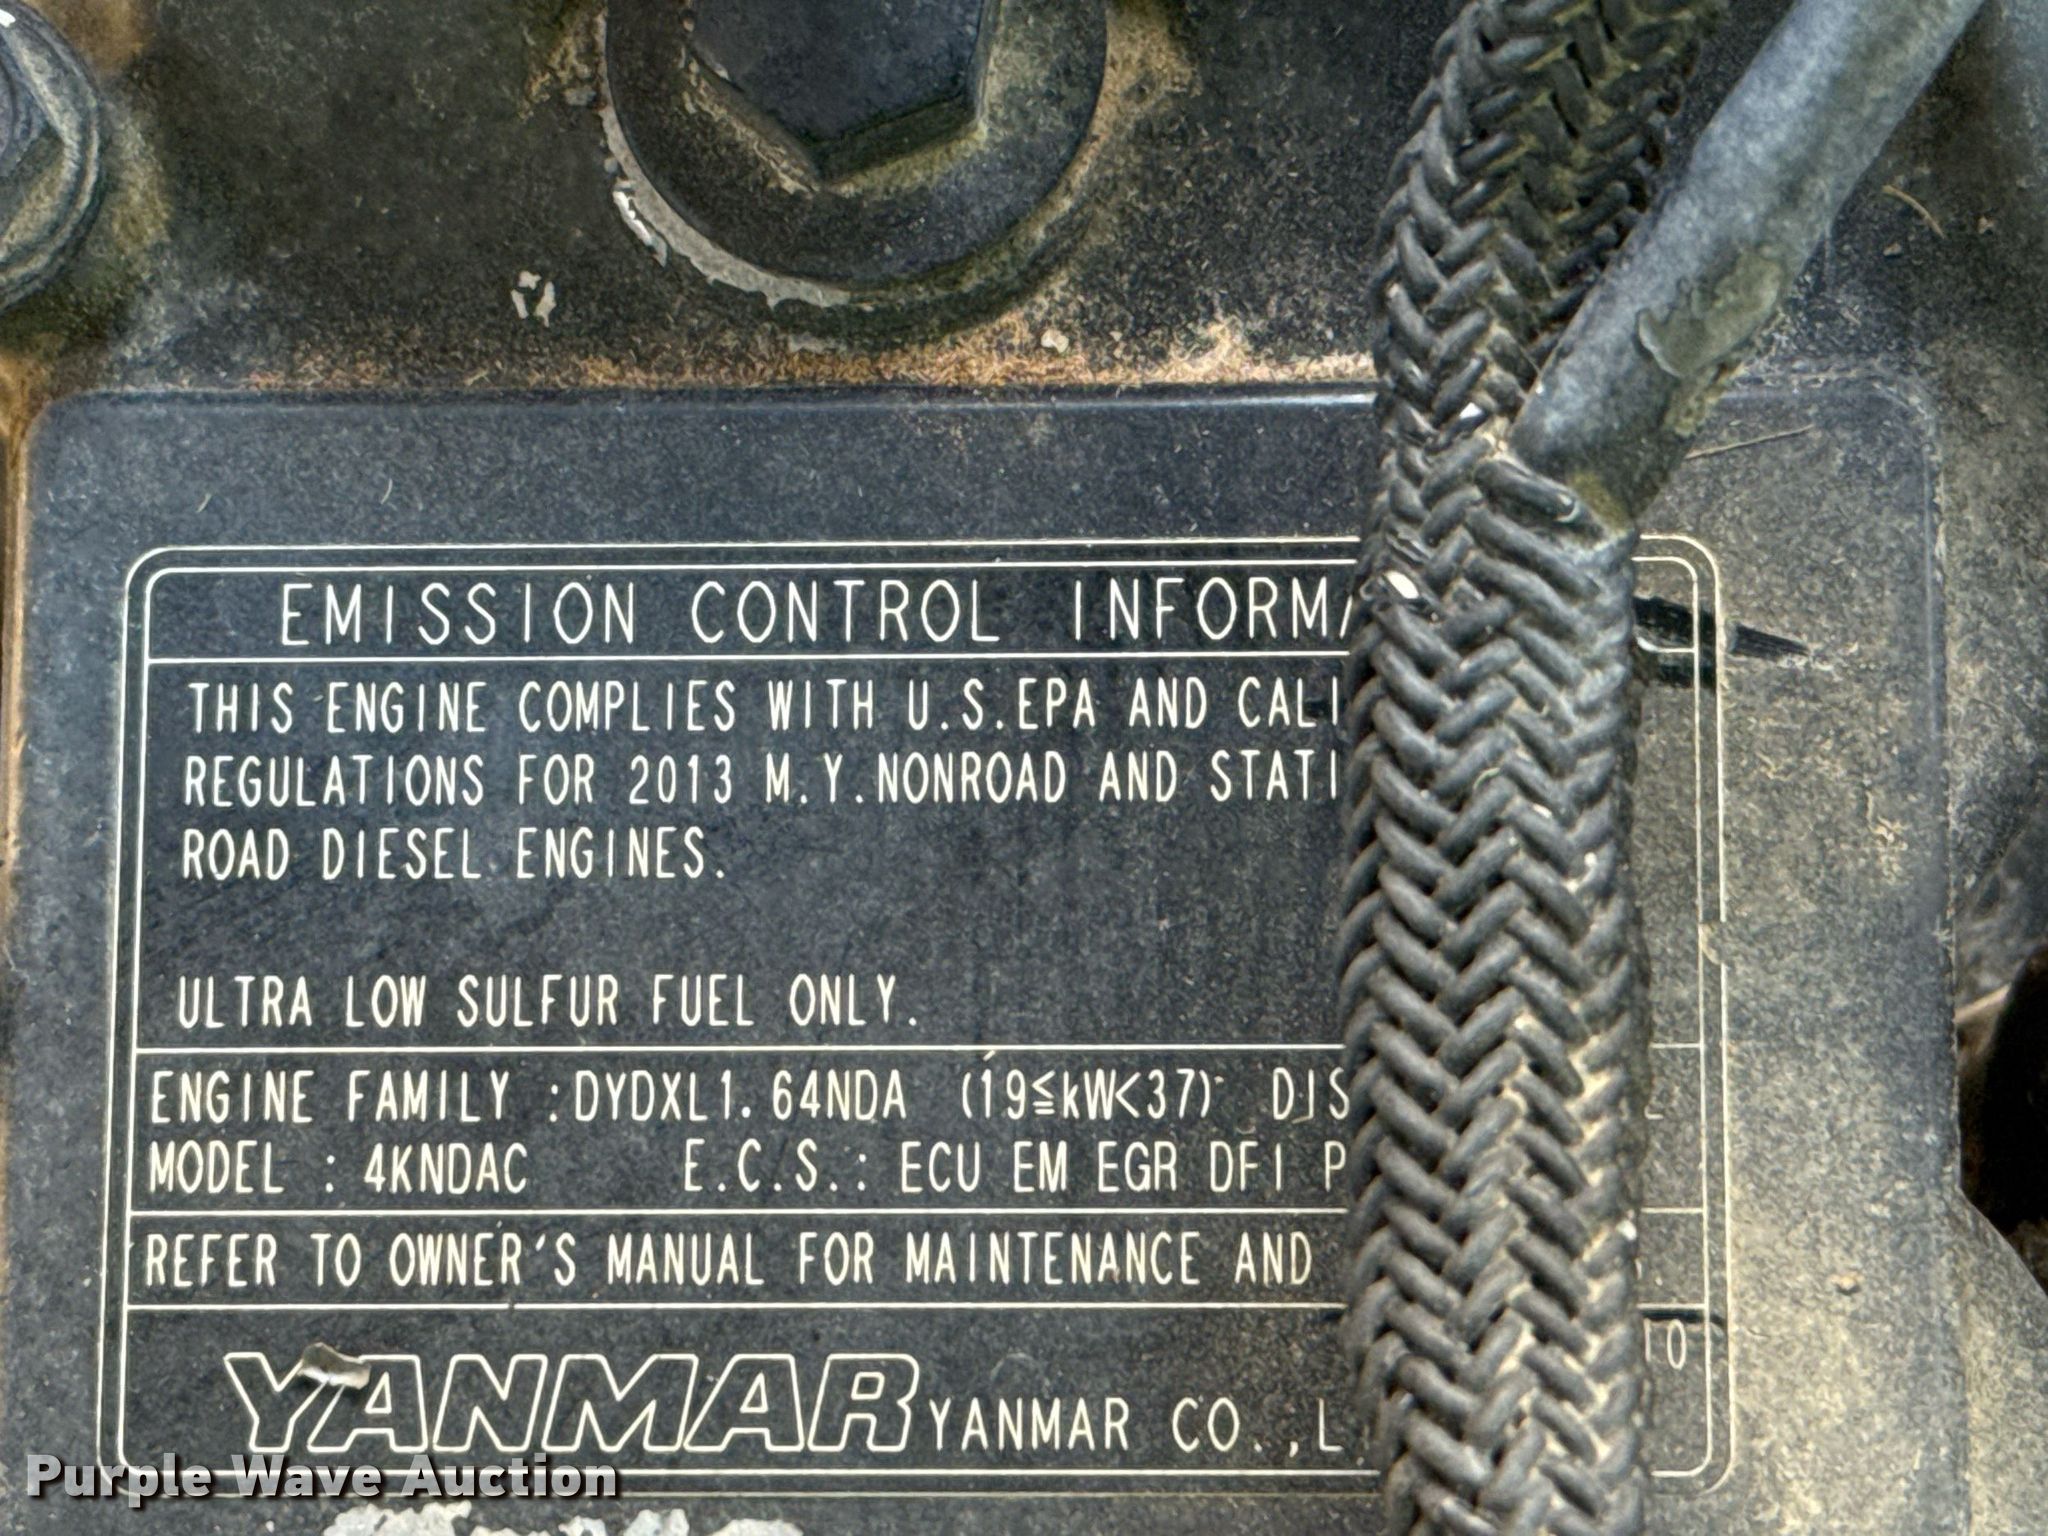 EMISSION CONTROL INFORMA
THIS ENGINE COMPLIES WITH U.S.EPA AND CALI
REGULATIONS FOR 2013 M.Y.NONROAD AND STATI
ROAD DIESEL ENGINES.
ULTRA LOW SULFUR FUEL ONLY.
ENGINE FAMILY :DYDXL1.64NDA (19≦kW<37) DIS
MODEL : 4KNDAC E.C.S.: ECU EM EGR DFI P
REFER TO OWNER'S MANUAL FOR MAINTENANCE AND
YANMAR YANMAR CO.,L
Purple Wave Auction